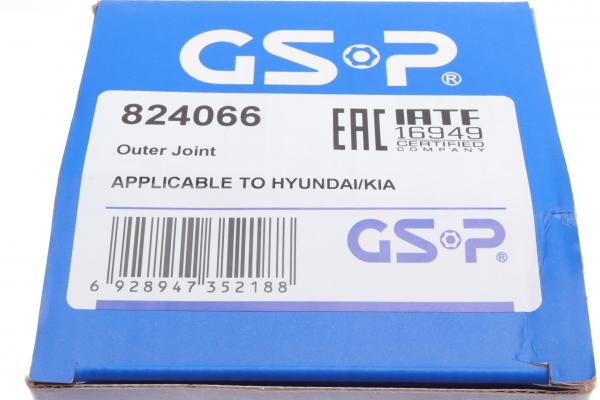 GSP®
824066
EAC
IATF
16949
CERTIFIED
COMPANY
Outer Joint
APPLICABLE TO HYUNDAI/KIA
GSP®
6 928947 352188